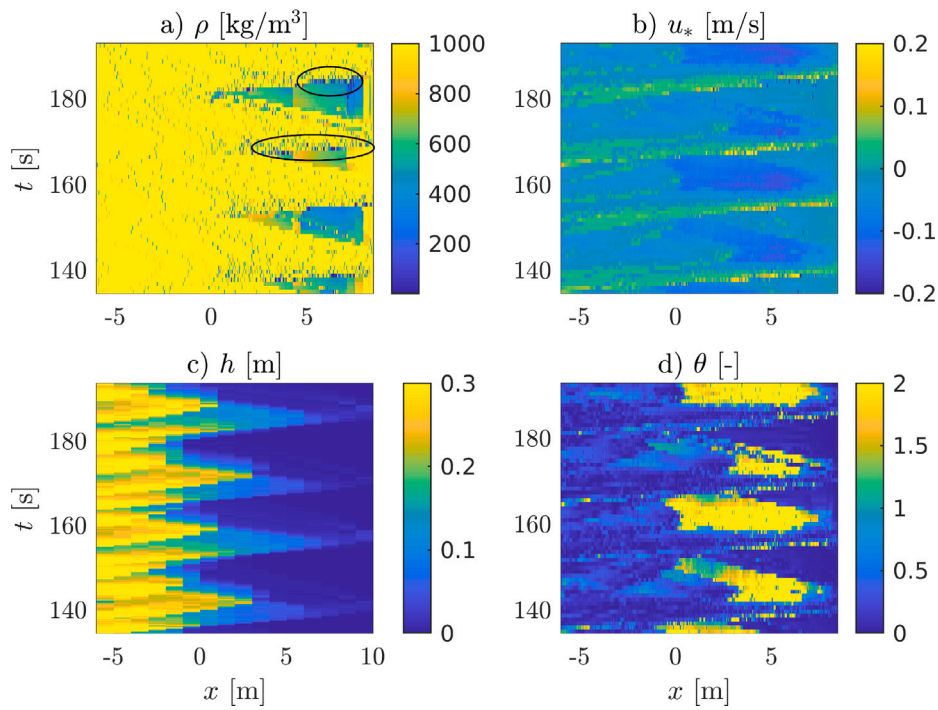 a) ρ [kg/m³]
1000
800
600
400
200
180
160
140
t [s]
-5 0 5
b) u* [m/s]
0.2
0.1
0
-0.1
-0.2
180
160
140
t [s]
-5 0 5
c) h [m]
0.3
0.2
0.1
0
180
160
140
t [s]
-5 0 5 10
x [m]
d) θ [-]
2
1.5
1
0.5
0
180
160
140
t [s]
-5 0 5
x [m]